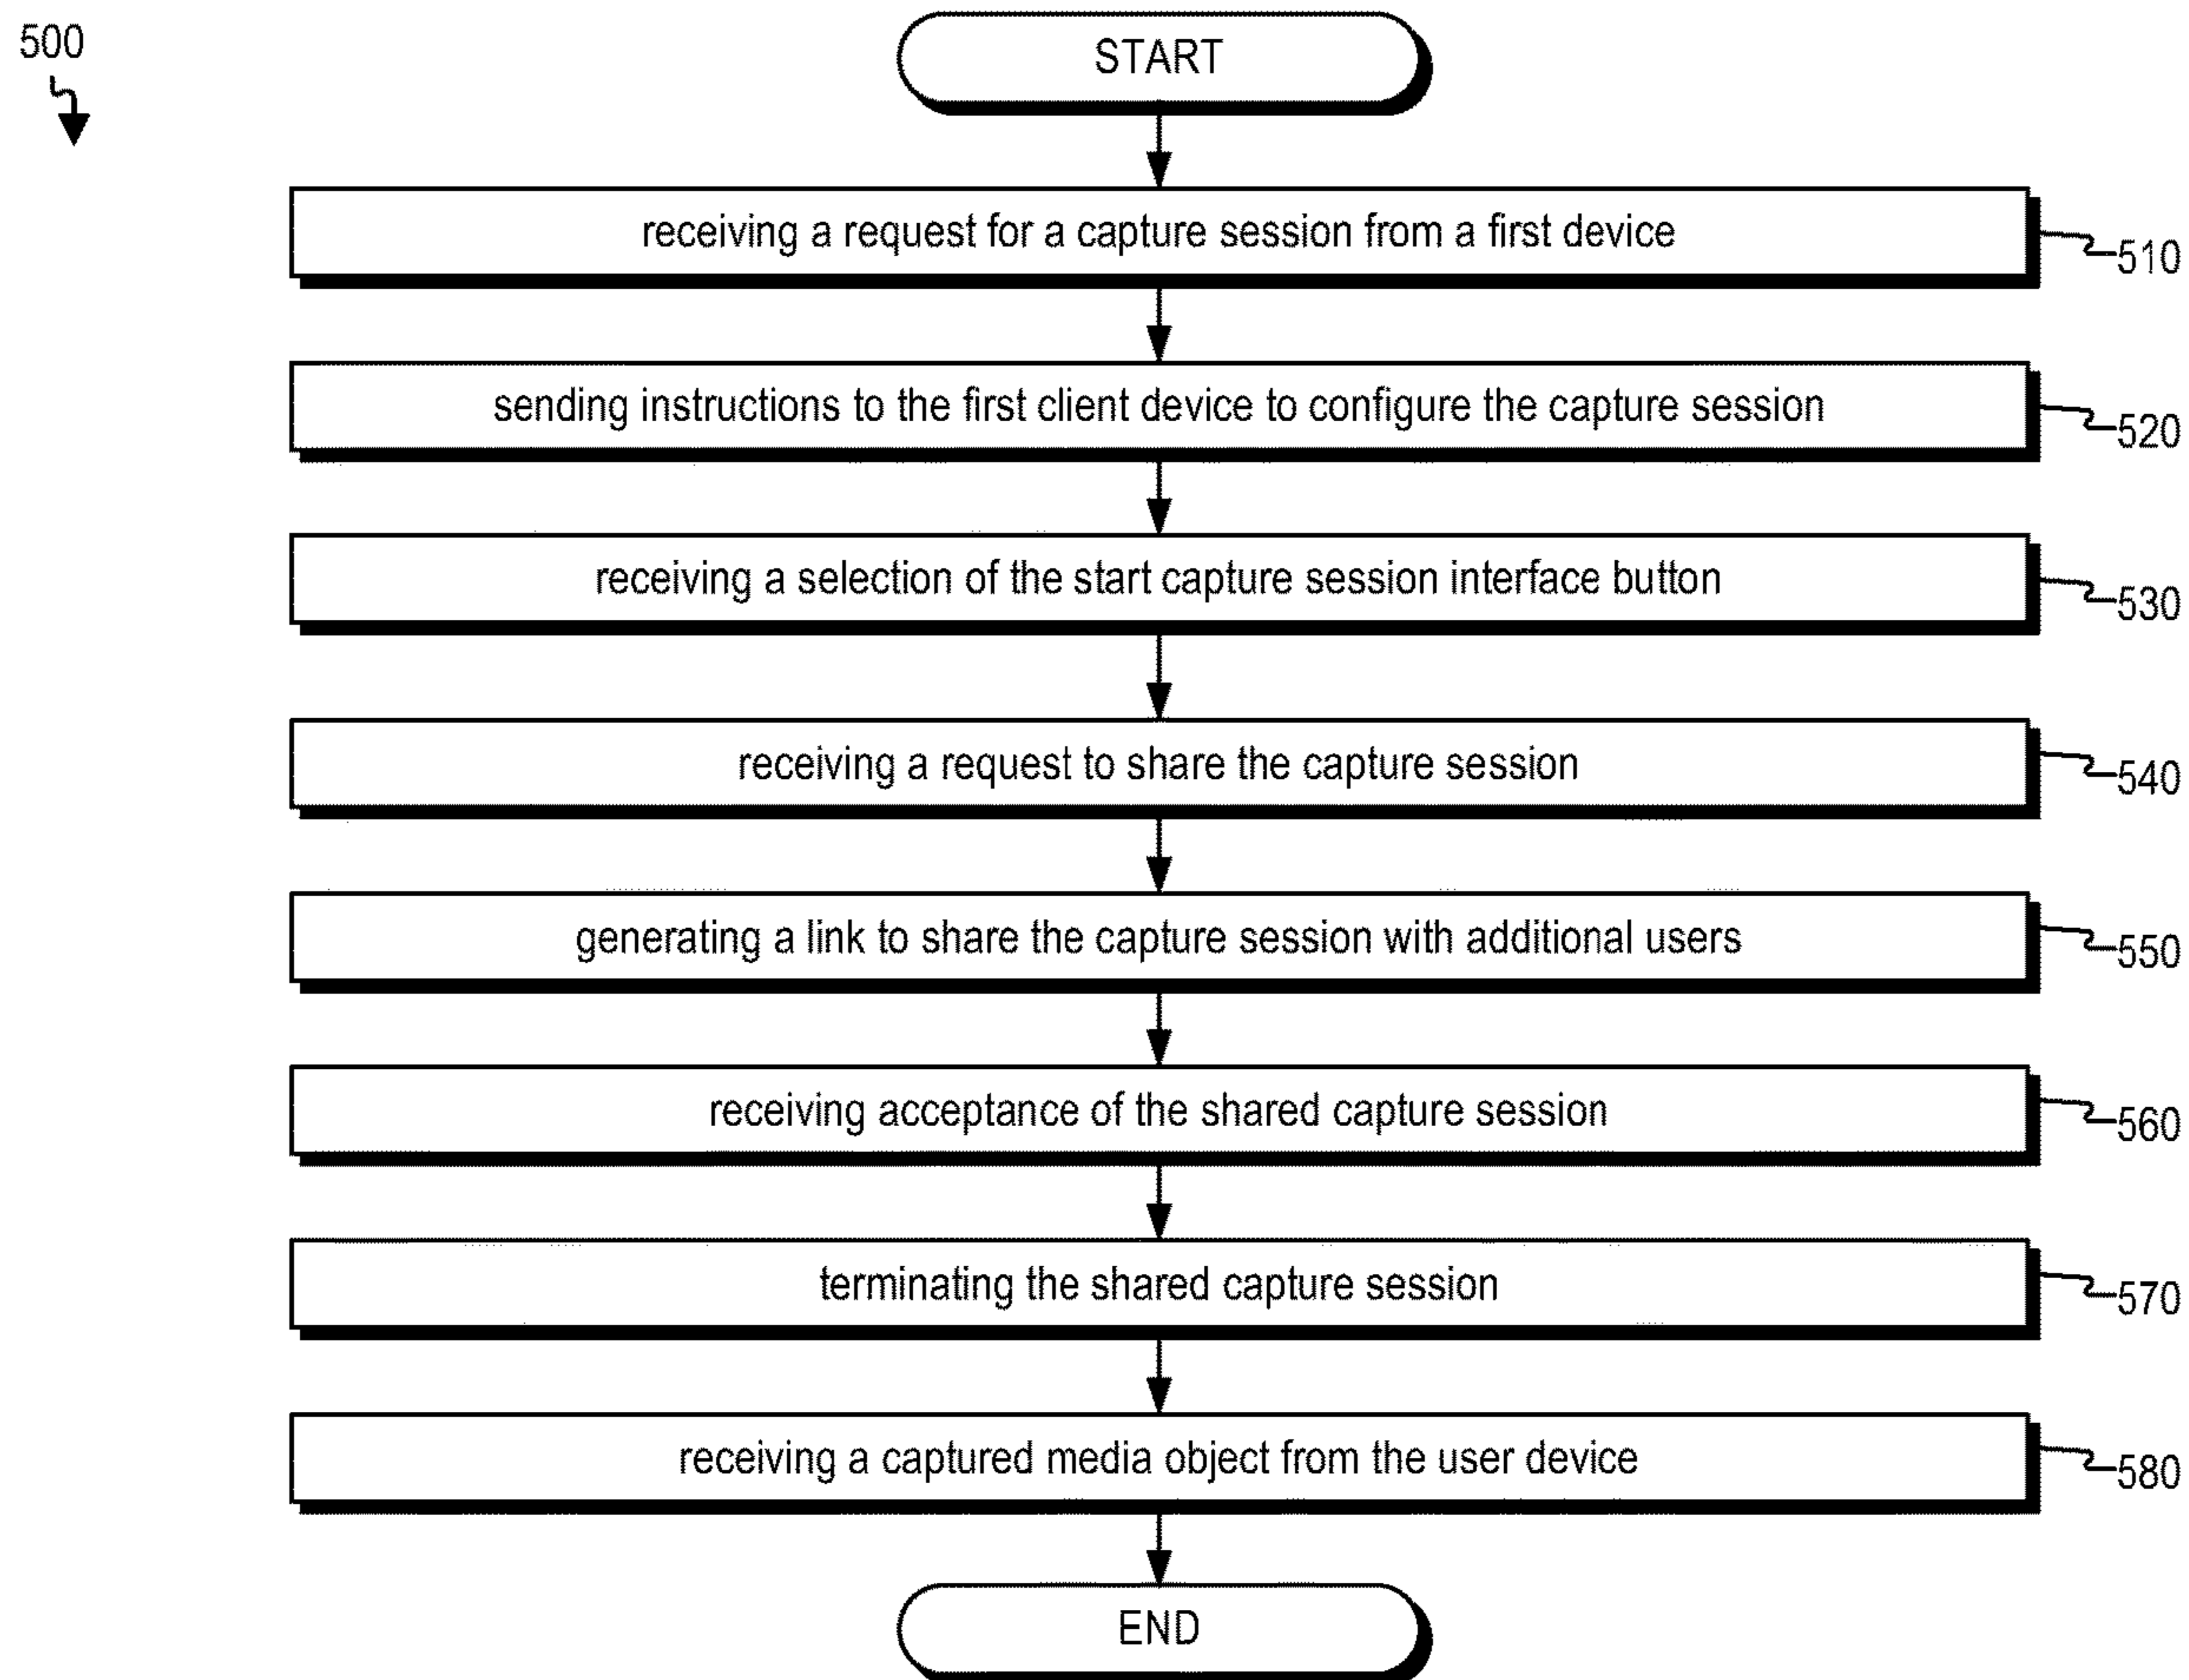 500
START
receiving a request for a capture session from a first device
510
sending instructions to the first client device to configure the capture session
520
receiving a selection of the start capture session interface button
530
receiving a request to share the capture session
540
generating a link to share the capture session with additional users
550
receiving acceptance of the shared capture session
560
terminating the shared capture session
570
receiving a captured media object from the user device
580
END